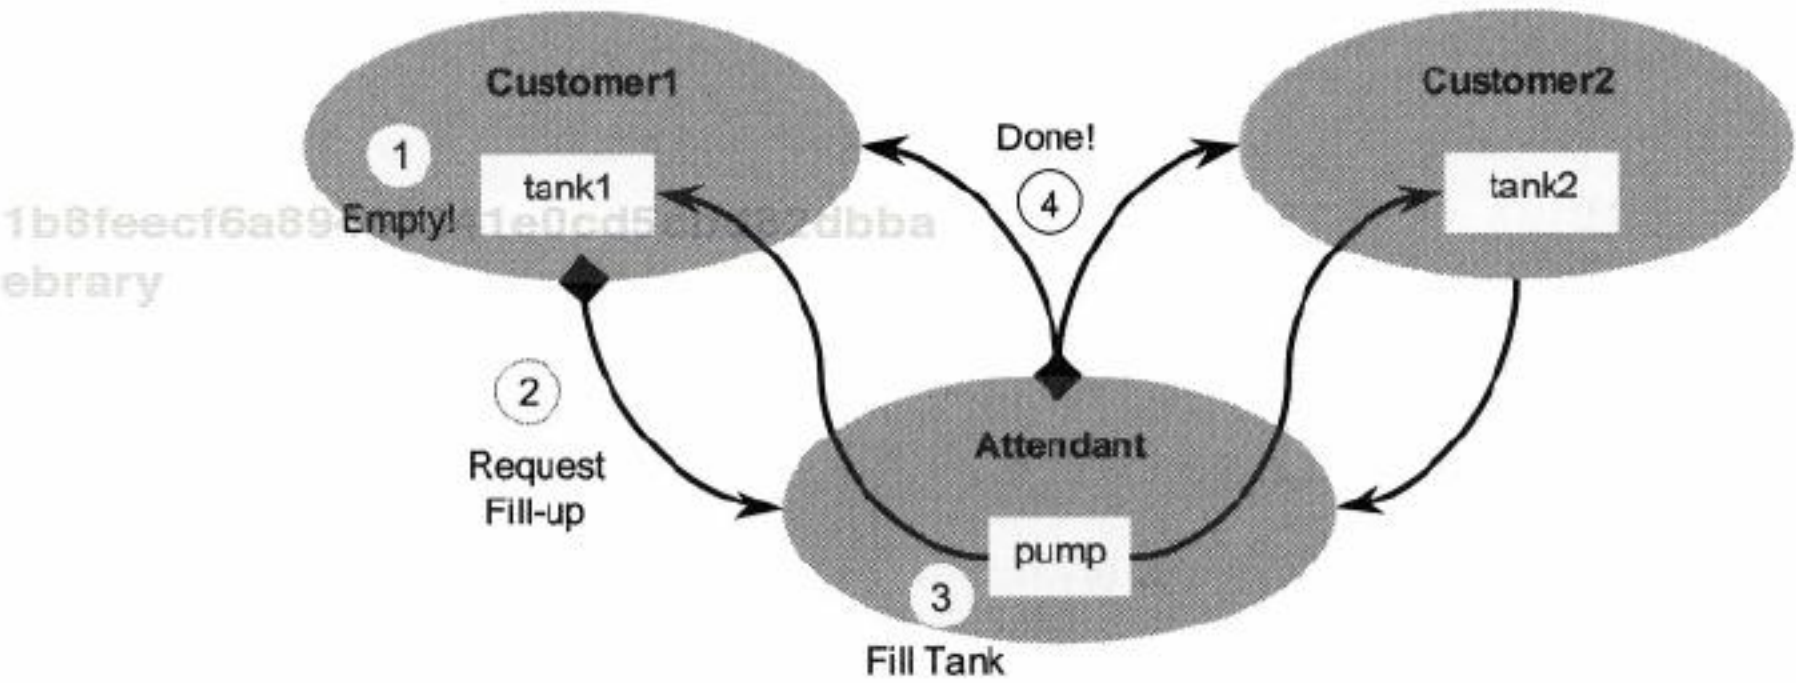 Customer1
Customer2
Done!
1
tank1
tank2
4
Empty!
ebrary
2
Attendant
Request
Fill-up
pump
3
Fill Tank